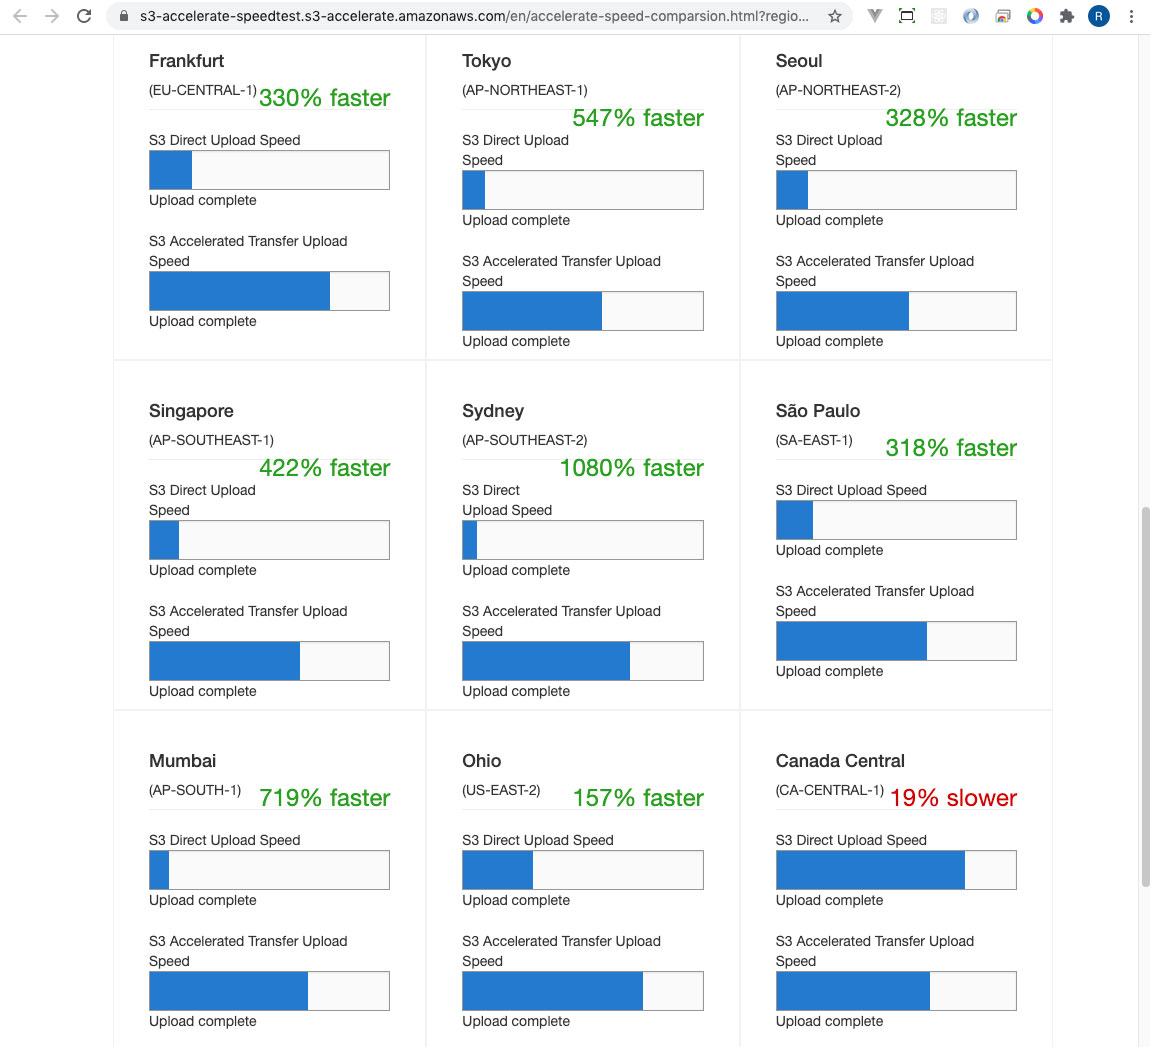 s3-accelerate-speedtest.s3-accelerate.amazonaws.com/en/accelerate-speed-comparsion.html?regio...
R
Frankfurt
(EU-CENTRAL-1)
330% faster
S3 Direct Upload Speed
Upload complete
S3 Accelerated Transfer Upload
Speed
Upload complete
Tokyo
(AP-NORTHEAST-1)
547% faster
S3 Direct Upload
Speed
Upload complete
S3 Accelerated Transfer Upload
Speed
Upload complete
Seoul
(AP-NORTHEAST-2)
328% faster
S3 Direct Upload
Speed
Upload complete
S3 Accelerated Transfer Upload
Speed
Upload complete
Singapore
(AP-SOUTHEAST-1)
422% faster
S3 Direct Upload
Speed
Upload complete
S3 Accelerated Transfer Upload
Speed
Upload complete
Sydney
(AP-SOUTHEAST-2)
1080% faster
S3 Direct
Upload Speed
Upload complete
S3 Accelerated Transfer Upload
Speed
Upload complete
São Paulo
(SA-EAST-1)
318% faster
S3 Direct Upload Speed
Upload complete
S3 Accelerated Transfer Upload
Speed
Upload complete
Mumbai
(AP-SOUTH-1)
719% faster
S3 Direct Upload Speed
Upload complete
S3 Accelerated Transfer Upload
Speed
Upload complete
Ohio
(US-EAST-2)
157% faster
S3 Direct Upload Speed
Upload complete
S3 Accelerated Transfer Upload
Speed
Upload complete
Canada Central
(CA-CENTRAL-1)
19% slower
S3 Direct Upload Speed
Upload complete
S3 Accelerated Transfer Upload
Speed
Upload complete